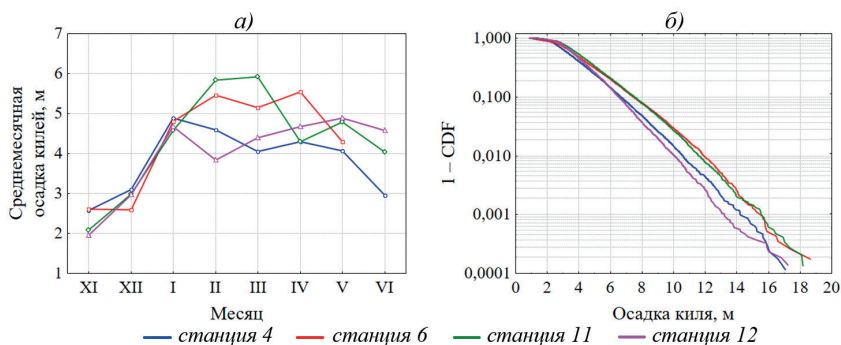 а)
Среднемесячная
осадка килей, м
7
6
5
4
3
2
1
XI XII I II III IV V VI
Месяц
б)
1 – CDF
1,000
0,100
0,010
0,001
0,0001
0 2 4 6 8 10 12 14 16 18 20
Осадка киля, м
станция 4 станция 6 станция 11 станция 12